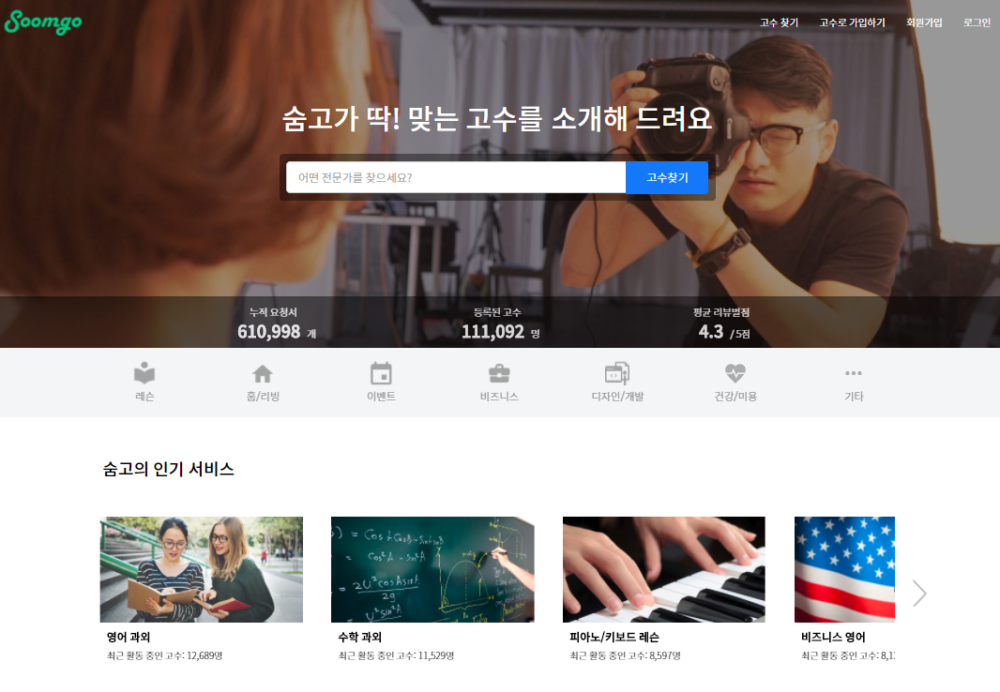 Soomgo
고수 찾기 고수로 가입하기 회원가입 로그인
숨고가 딱! 맞는 고수를 소개해 드려요
어떤 전문가를 찾으세요? 고수찾기
누적 요청서 등록된 고수 평균 리뷰별점
610,998 개 111,092 명 4.3 / 5점
레슨 홈/리빙 이벤트 비즈니스 디자인/개발 건강/미용 기타
숨고의 인기 서비스
영어 과외 수학 과외 피아노/키보드 레슨 비즈니스 영어
최근 활동 중인 고수: 12,689명 최근 활동 중인 고수: 11,529명 최근 활동 중인 고수: 8,597명 최근 활동 중인 고수: